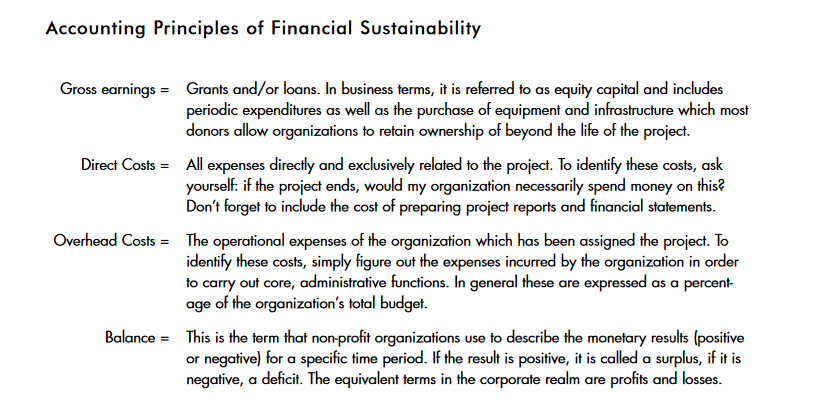 Accounting Principles of Financial Sustainability
Gross earnings = Grants and/or loans. In business terms, it is referred to as equity capital and includes
periodic expenditures as well as the purchase of equipment and infrastructure which most
donors allow organizations to retain ownership of beyond the life of the project.
Direct Costs = All expenses directly and exclusively related to the project. To identify these costs, ask
yourself: if the project ends, would my organization necessarily spend money on this?
Don't forget to include the cost of preparing project reports and financial statements.
Overhead Costs = The operational expenses of the organization which has been assigned the project. To
identify these costs, simply figure out the expenses incurred by the organization in order
to carry out core, administrative functions. In general these are expressed as a percent-
age of the organization's total budget.
Balance = This is the term that non-profit organizations use to describe the monetary results (positive
or negative) for a specific time period. If the result is positive, it is called a surplus, if it is
negative, a deficit. The equivalent terms in the corporate realm are profits and losses.